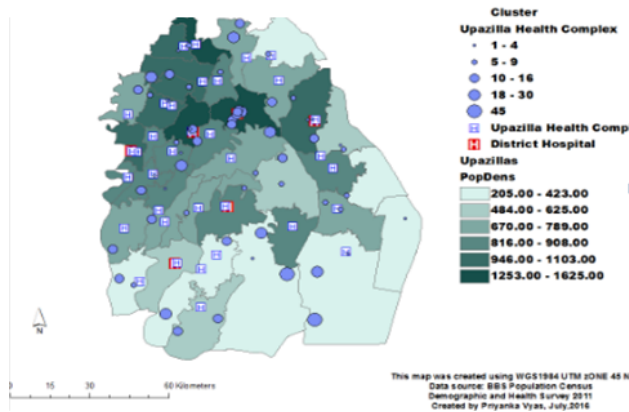 Cluster
Upazilla Health Complex
1 - 4
5 - 9
10 - 16
18 - 30
45
Upazilla Health Comp
District Hospital
Upazillas
PopDens
205.00 - 423.00
484.00 - 625.00
670.00 - 789.00
816.00 - 908.00
946.00 - 1103.00
1253.00 - 1625.00
N
0 15 30 60 Kilometers
This map was created using WGS1984 UTM zONE 45 N
Data source: BBS Population Census
Demographic and Health Survey 2011
Created by Priyanka Vyas, July,2016